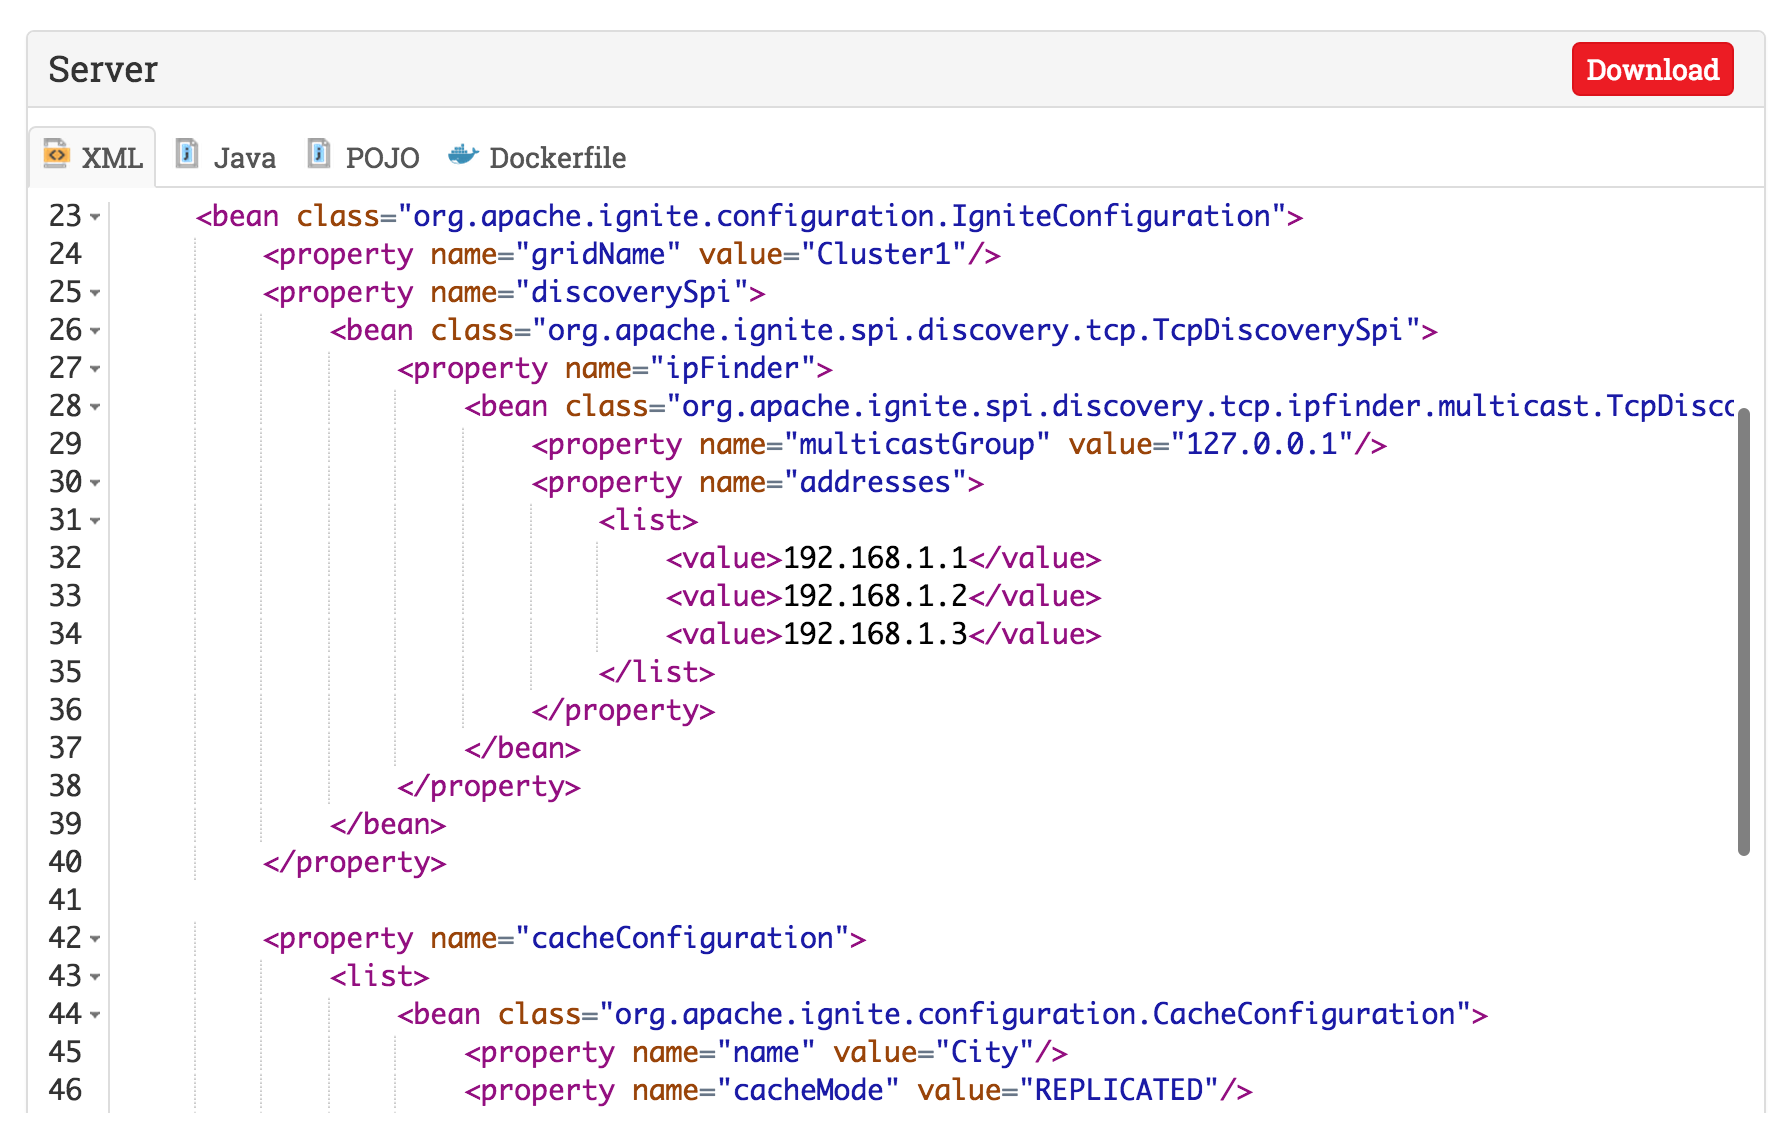 Server
Download
XML Java POJO Dockerfile
23 <bean class="org.apache.ignite.configuration.IgniteConfiguration">
24 <property name="gridName" value="Cluster1"/>
25 <property name="discoverySpi">
26 <bean class="org.apache.ignite.spi.discovery.tcp.TcpDiscoverySpi">
27 <property name="ipFinder">
28 <bean class="org.apache.ignite.spi.discovery.tcp.ipfinder.multicast.TcpDisco
29 <property name="multicastGroup" value="127.0.0.1"/>
30 <property name="addresses">
31 <list>
32 <value>192.168.1.1</value>
33 <value>192.168.1.2</value>
34 <value>192.168.1.3</value>
35 </list>
36 </property>
37 </bean>
38 </property>
39 </bean>
40 </property>
41
42 <property name="cacheConfiguration">
43 <list>
44 <bean class="org.apache.ignite.configuration.CacheConfiguration">
45 <property name="name" value="City"/>
46 <property name="cacheMode" value="REPLICATED"/>